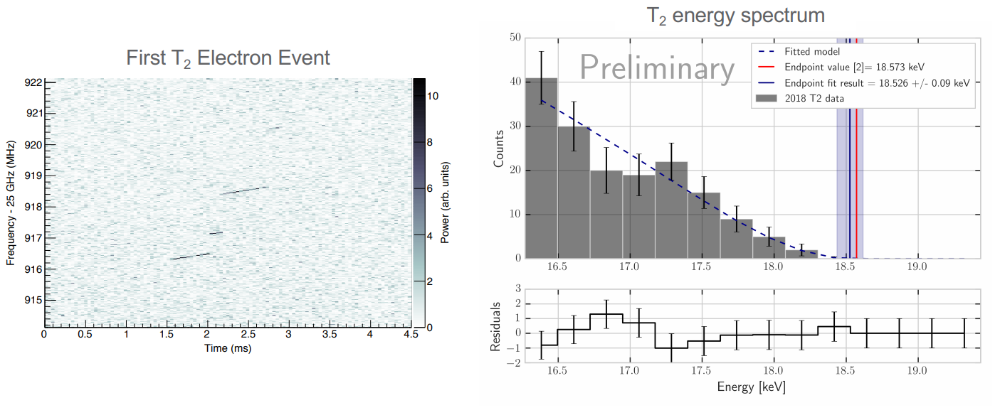 First T₂ Electron Event
Frequency - 25 GHz (MHz)
922
921
920
919
918
917
916
915
0 0.5 1 1.5 2 2.5 3 3.5 4 4.5
Time (ms)
10
8
6
4
2
0
Power (arb. units)
T₂ energy spectrum
Preliminary
Fitted model
Endpoint value [2]= 18.573 keV
Endpoint fit result = 18.526 +/- 0.09 keV
2018 T2 data
Counts
50
40
30
20
10
0
16.5 17.0 17.5 18.0 18.5 19.0
Residuals
3
2
1
0
−1
−2
16.5 17.0 17.5 18.0 18.5 19.0
Energy [keV]